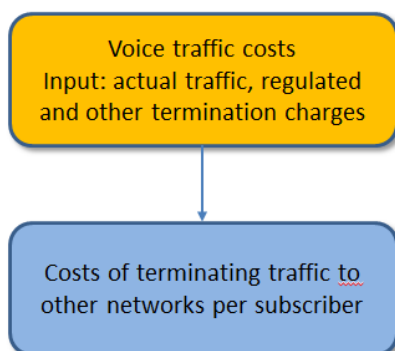 Voice traffic costs
Input: actual traffic, regulated
and other termination charges
Costs of terminating traffic to
other networks per subscriber